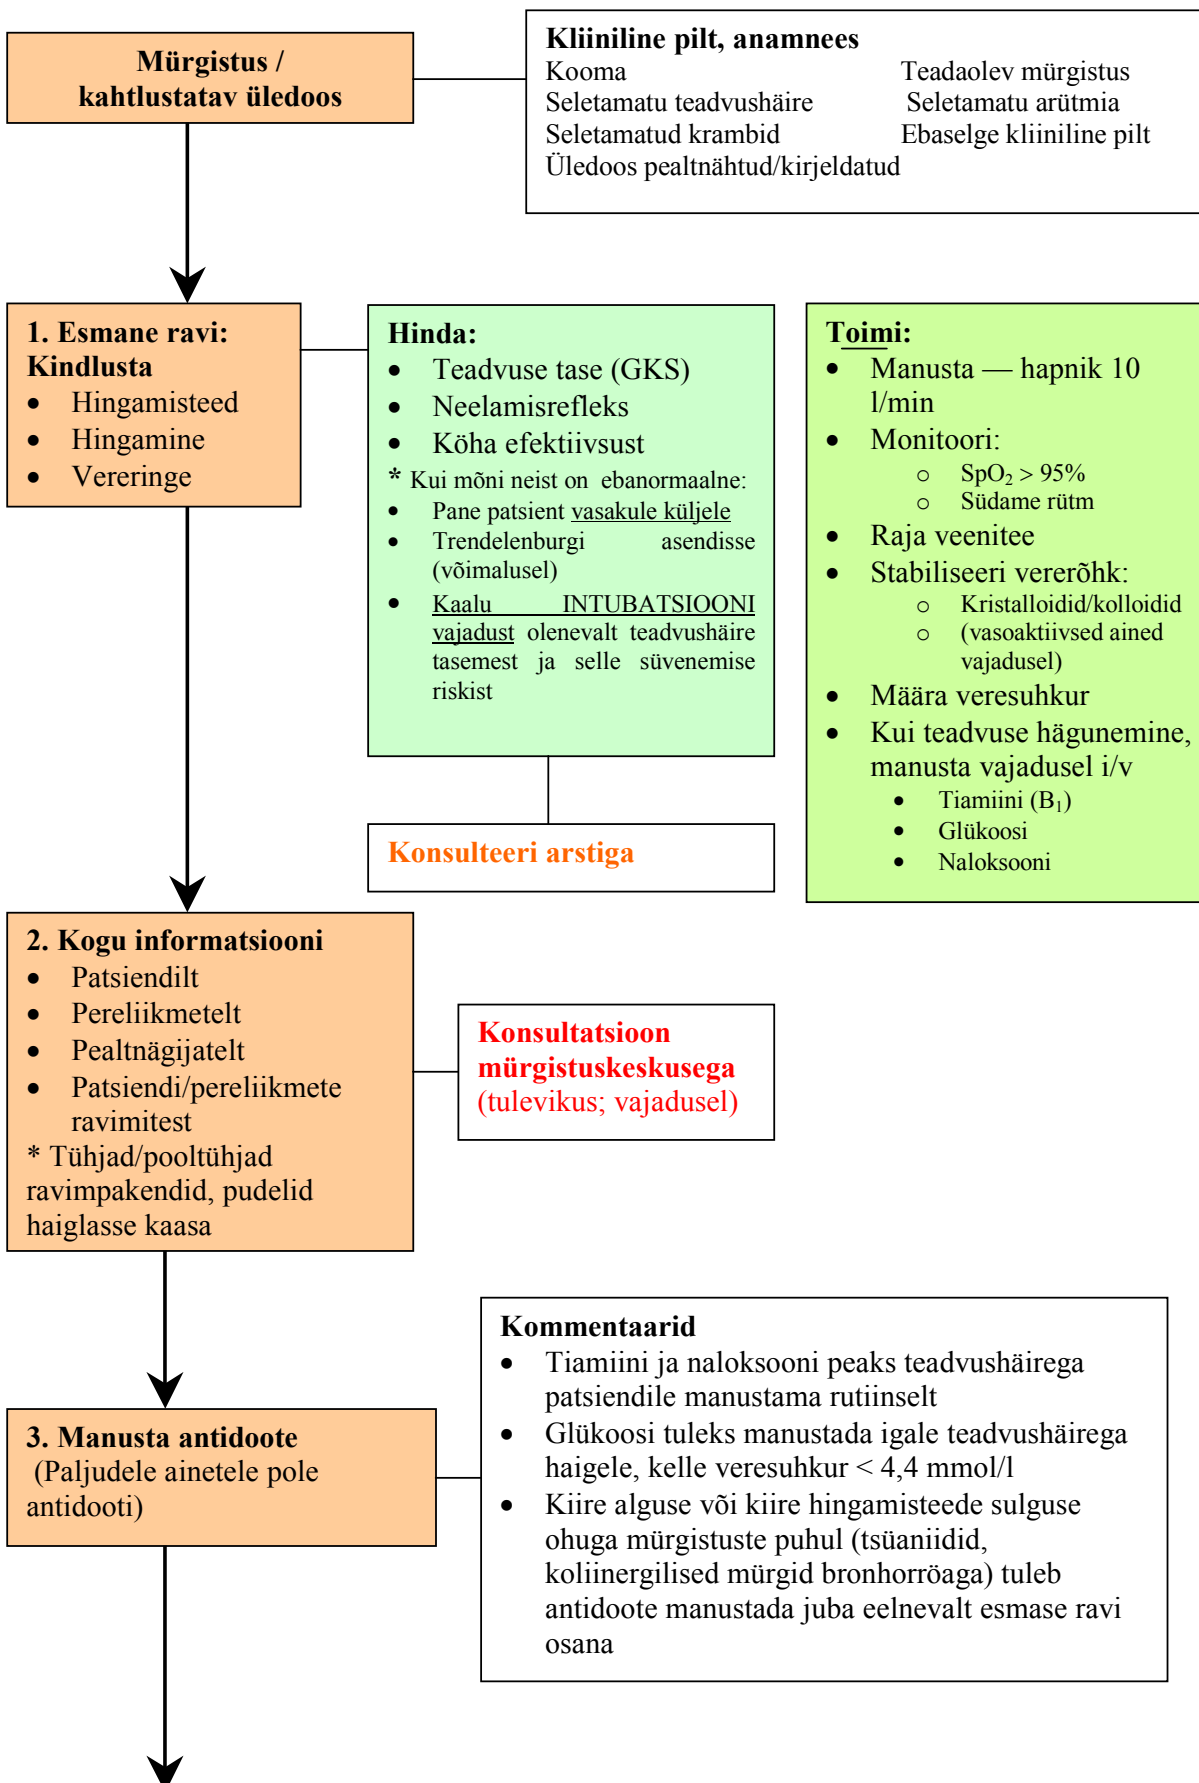 Mürgistus /
kahtlustatav üledoos
Kliiniline pilt, anamnees
Kooma Teadaolev mürgistus
Seletamatu teadvushäire Seletamatu arütmia
Seletamatud krambid Ebaselge kliiniline pilt
Üledoos pealtnähtud/kirjeldatud
1. Esmane ravi:
Kindlusta
• Hingamisteed
• Hingamine
• Vereringe
Hinda:
• Teadvuse tase (GKS)
• Neelamisrefleks
• Köha efektiivsust
* Kui mõni neist on ebanormaalne:
• Pane patsient vasakule küljele
• Trendelenburgi asendisse
(võimalusel)
• Kaalu INTUBATSIOONI
vajadust olenevalt teadvushäire
tasemest ja selle süvenemise
riskist
Toimi:
• Manusta — hapnik 10
l/min
• Monitoori:
o SpO₂ > 95%
o Südame rütm
• Raja veenitee
• Stabiliseeri vererõhk:
o Kristalloidid/kolloidid
o (vasoaktiivsed ained
vajadusel)
• Määra veresuhkur
• Kui teadvuse hägunemine,
manusta vajadusel i/v
• Tiamiini (B₁)
• Glükoosi
• Naloksooni
Konsulteeri arstiga
2. Kogu informatsiooni
• Patsiendilt
• Pereliikmetelt
• Pealtnägijatelt
• Patsiendi/pereliikmete
ravimitest
* Tühjad/pooltühjad
ravimpakendid, pudelid
haiglasse kaasa
Konsultatsioon
mürgistuskeskusega
(tulevikus; vajadusel)
3. Manusta antidoote
(Paljudele ainetele pole
antidooti)
Kommentaarid
• Tiamiini ja naloksooni peaks teadvushäirega
patsiendile manustama rutiinselt
• Glükoosi tuleks manustada igale teadvushäirega
haigele, kelle veresuhkur < 4,4 mmol/l
• Kiire alguse või kiire hingamisteede sulguse
ohuga mürgistuste puhul (tsüaniidid,
koliinergilised mürgid bronhorröaga) tuleb
antidoote manustada juba eelnevalt esmase ravi
osana